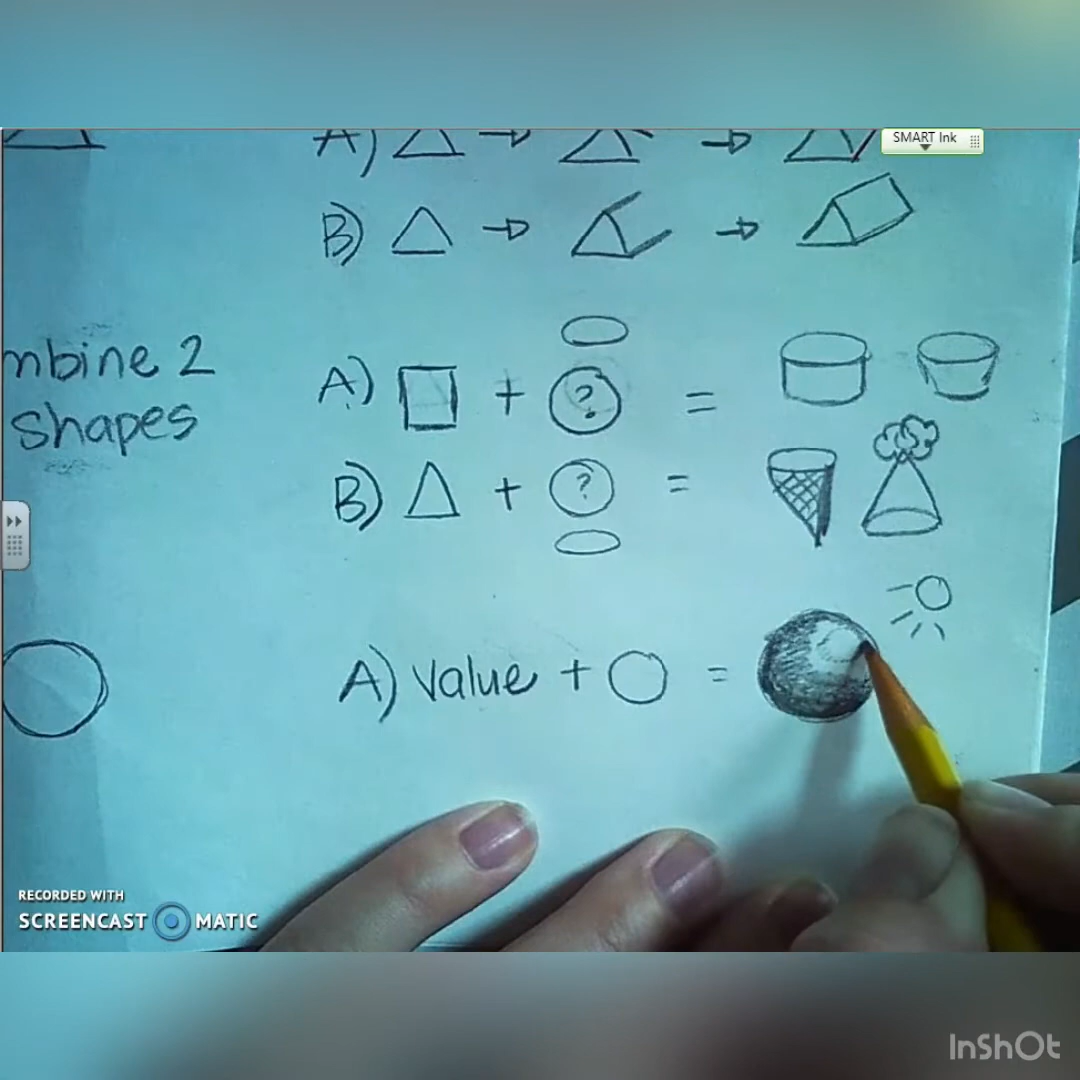 SMART Ink
A)
B)
mbine 2
shapes
A) + ? =
B) + ? =
A) Value + =
RECORDED WITH
SCREENCAST MATIC
InShOt